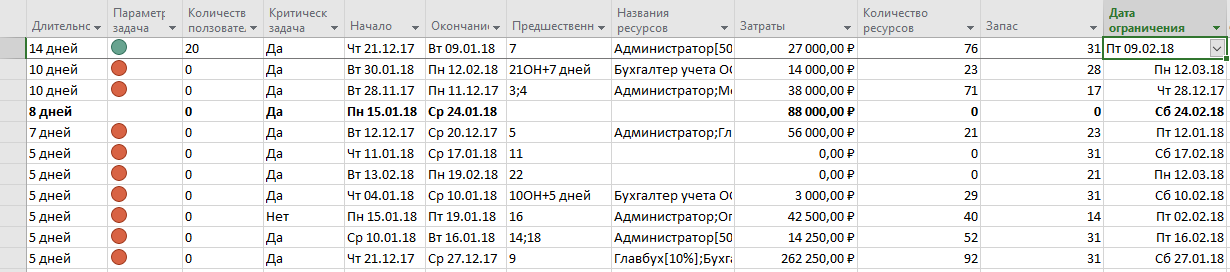 Длительнос Параметр задача Количеств ползовате. Критическ задача Начало Окончание Предшественн Названия ресурсов Затраты Количество ресурсов Запас Дата ограничения
14 дней 20 Да Чт 21.12.17 Вт 09.01.18 7 Администратор[50 27 000,00 ₽ 76 31 Пт 09.02.18
10 дней 0 Да Вт 30.01.18 Пн 12.02.18 21ОН+7 дней Бухгалтер учета ОС 14 000,00 ₽ 23 28 Пн 12.03.18
10 дней 0 Да Вт 28.11.17 Пн 11.12.17 3;4 Администратор;Ме 38 000,00 ₽ 71 17 Чт 28.12.17
8 дней 0 Да Пн 15.01.18 Ср 24.01.18 88 000,00 ₽ 0 0 Сб 24.02.18
7 дней 0 Да Вт 12.12.17 Ср 20.12.17 5 Администратор;Гл 56 000,00 ₽ 21 23 Пт 12.01.18
5 дней 0 Да Чт 11.01.18 Ср 17.01.18 11 0,00 ₽ 0 31 Сб 17.02.18
5 дней 0 Да Вт 13.02.18 Пн 19.02.18 22 0,00 ₽ 0 21 Пн 12.03.18
5 дней 0 Да Чт 04.01.18 Ср 10.01.18 10ОН+5 дней Бухгалтер учета ОС 3 000,00 ₽ 29 31 Сб 10.02.18
5 дней 0 Нет Пн 15.01.18 Пт 19.01.18 16 Администратор;Оп 42 500,00 ₽ 40 14 Пт 02.02.18
5 дней 0 Да Ср 10.01.18 Вт 16.01.18 14;18 Администратор[50 14 250,00 ₽ 52 31 Пт 16.02.18
5 дней 0 Да Чт 21.12.17 Ср 27.12.17 9 Главбух[10%];Бухга 262 250,00 ₽ 92 31 Сб 27.01.18